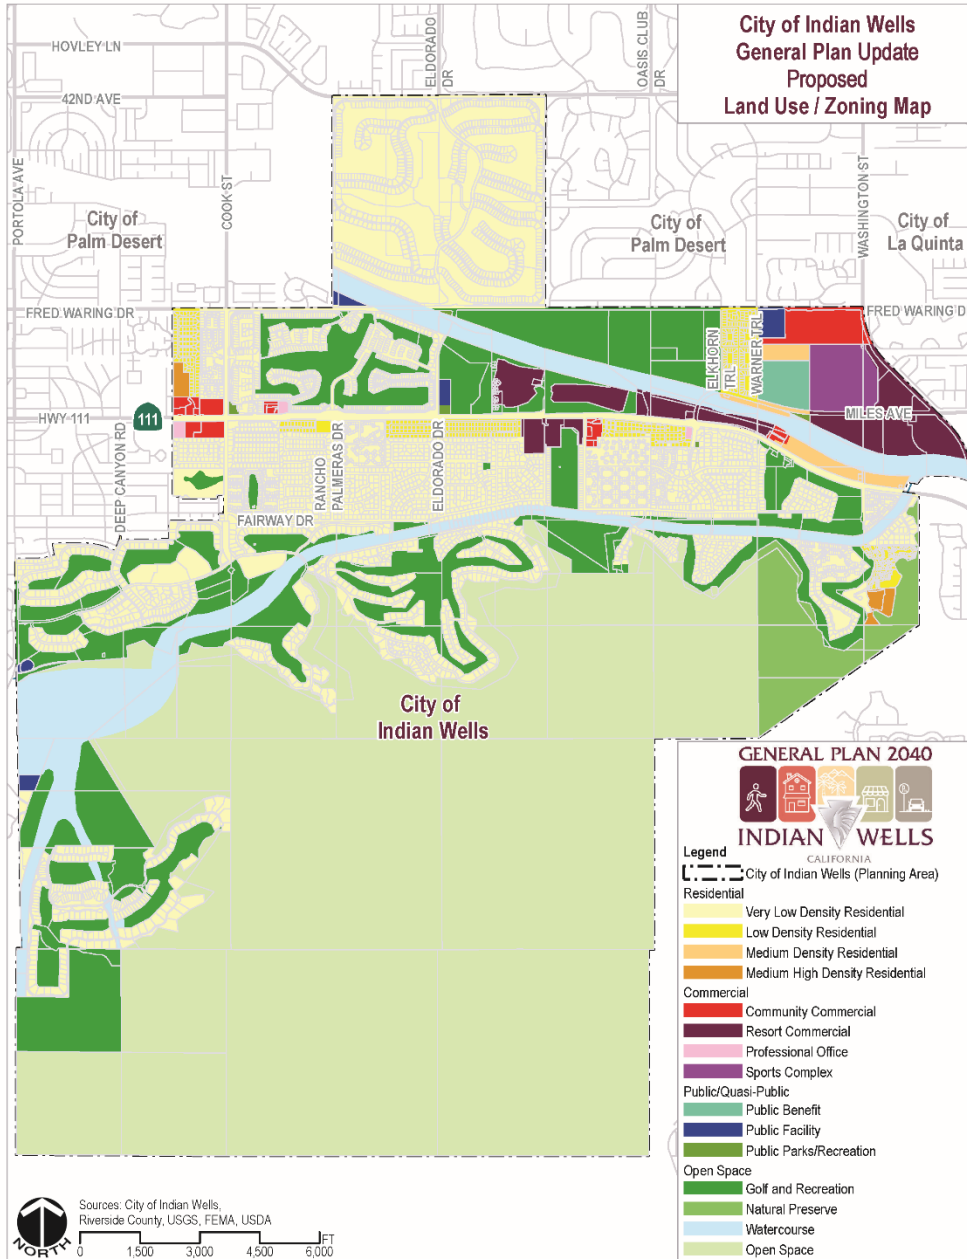 City of Indian Wells
General Plan Update
Proposed
Land Use / Zoning Map
HOVLEY LN
42ND AVE
ELDORADO
DR
OASIS CLUB
DR
PORTOLA AVE
COOK ST
WASHINGTON ST
City of
Palm Desert
City of
Palm Desert
City of
La Quinta
FRED WARING DR
FRED WARING D
ELKHORN
TRL
WARNER TRL
HWY 111
111
MILES AVE
DEEP CANYON RD
RANCHO
PALMERAS DR
ELDORADO DR
FAIRWAY DR
City of
Indian Wells
GENERAL PLAN 2040
INDIAN WELLS
CALIFORNIA
Legend
City of Indian Wells (Planning Area)
Residential
Very Low Density Residential
Low Density Residential
Medium Density Residential
Medium High Density Residential
Commercial
Community Commercial
Resort Commercial
Professional Office
Sports Complex
Public/Quasi-Public
Public Benefit
Public Facility
Public Parks/Recreation
Open Space
Golf and Recreation
Natural Preserve
Watercourse
Open Space
NORTH
Sources: City of Indian Wells,
Riverside County, USGS, FEMA, USDA
FT
0 1,500 3,000 4,500 6,000